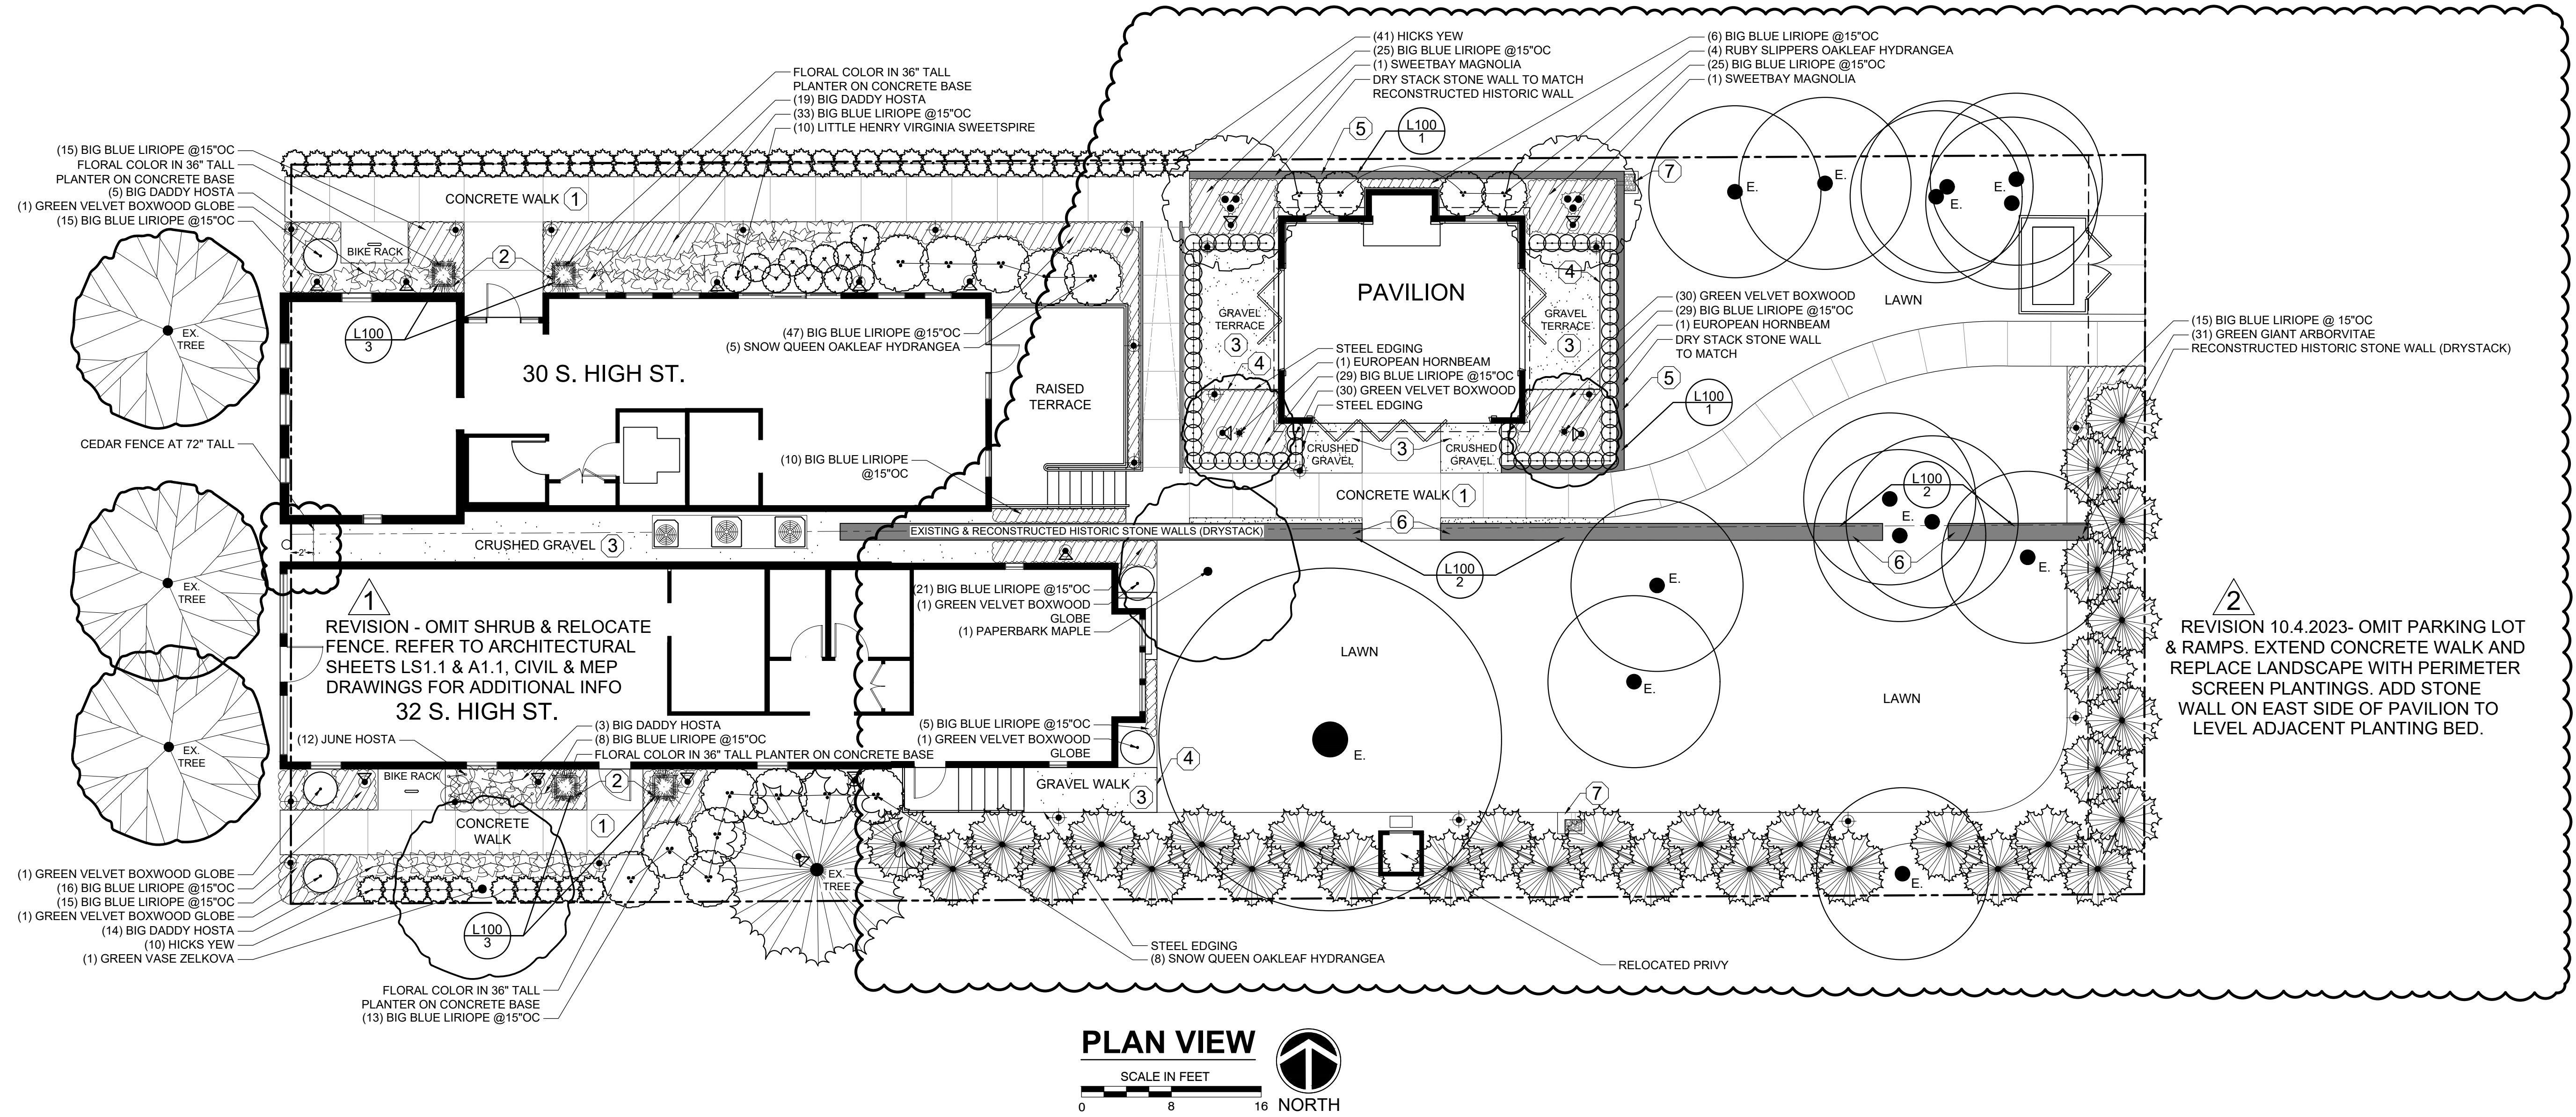 (41) HICKS YEW
(25) BIG BLUE LIRIOPE @15"OC
(1) SWEETBAY MAGNOLIA
DRY STACK STONE WALL TO MATCH
RECONSTRUCTED HISTORIC WALL
(6) BIG BLUE LIRIOPE @15"OC
(4) RUBY SLIPPERS OAKLEAF HYDRANGEA
(25) BIG BLUE LIRIOPE @15"OC
(1) SWEETBAY MAGNOLIA
FLORAL COLOR IN 36" TALL
PLANTER ON CONCRETE BASE
(19) BIG DADDY HOSTA
(33) BIG BLUE LIRIOPE @15"OC
(10) LITTLE HENRY VIRGINIA SWEETSPIRE
(15) BIG BLUE LIRIOPE @15"OC
FLORAL COLOR IN 36" TALL
PLANTER ON CONCRETE BASE
(5) BIG DADDY HOSTA
(1) GREEN VELVET BOXWOOD GLOBE
(15) BIG BLUE LIRIOPE @15"OC
CONCRETE WALK 1
BIKE RACK
2
5
L100
1
7
E.
E.
E.
E.
EX.
TREE
L100
3
30 S. HIGH ST.
(47) BIG BLUE LIRIOPE @15"OC
(5) SNOW QUEEN OAKLEAF HYDRANGEA
RAISED
TERRACE
PAVILION
GRAVEL
TERRACE
3
4
GRAVEL
TERRACE
3
4
STEEL EDGING
(1) EUROPEAN HORNBEAM
(29) BIG BLUE LIRIOPE @15"OC
(30) GREEN VELVET BOXWOOD
STEEL EDGING
(30) GREEN VELVET BOXWOOD
(29) BIG BLUE LIRIOPE @15"OC
(1) EUROPEAN HORNBEAM
DRY STACK STONE WALL
TO MATCH
5
L100
1
LAWN
(15) BIG BLUE LIRIOPE @ 15"OC
(31) GREEN GIANT ARBORVITAE
RECONSTRUCTED HISTORIC STONE WALL (DRYSTACK)
CEDAR FENCE AT 72" TALL
(10) BIG BLUE LIRIOPE
@15"OC
CRUSHED
GRAVEL
3
CRUSHED
GRAVEL
CONCRETE WALK 1
EXISTING & RECONSTRUCTED HISTORIC STONE WALLS (DRYSTACK)
6
L100
2
L100
2
E.
6
E.
2'
CRUSHED GRAVEL 3
EX.
TREE
1
REVISION - OMIT SHRUB & RELOCATE
FENCE. REFER TO ARCHITECTURAL
SHEETS LS1.1 & A1.1, CIVIL & MEP
DRAWINGS FOR ADDITIONAL INFO
32 S. HIGH ST.
(21) BIG BLUE LIRIOPE @15"OC
(1) GREEN VELVET BOXWOOD
GLOBE
(1) PAPERBARK MAPLE
LAWN
E.
E.
LAWN
2
REVISION 10.4.2023- OMIT PARKING LOT
& RAMPS. EXTEND CONCRETE WALK AND
REPLACE LANDSCAPE WITH PERIMETER
SCREEN PLANTINGS. ADD STONE
WALL ON EAST SIDE OF PAVILION TO
LEVEL ADJACENT PLANTING BED.
EX.
TREE
(12) JUNE HOSTA
(3) BIG DADDY HOSTA
(8) BIG BLUE LIRIOPE @15"OC
FLORAL COLOR IN 36" TALL PLANTER ON CONCRETE BASE
(5) BIG BLUE LIRIOPE @15"OC
(1) GREEN VELVET BOXWOOD
GLOBE
4
E.
BIKE RACK
2
GRAVEL WALK 3
7
CONCRETE
WALK
1
EX.
TREE
E.
(1) GREEN VELVET BOXWOOD GLOBE
(16) BIG BLUE LIRIOPE @15"OC
(15) BIG BLUE LIRIOPE @15"OC
(1) GREEN VELVET BOXWOOD GLOBE
(14) BIG DADDY HOSTA
(10) HICKS YEW
(1) GREEN VASE ZELKOVA
L100
3
STEEL EDGING
(8) SNOW QUEEN OAKLEAF HYDRANGEA
RELOCATED PRIVY
FLORAL COLOR IN 36" TALL
PLANTER ON CONCRETE BASE
(13) BIG BLUE LIRIOPE @15"OC
PLAN VIEW
SCALE IN FEET
0 8 16
NORTH